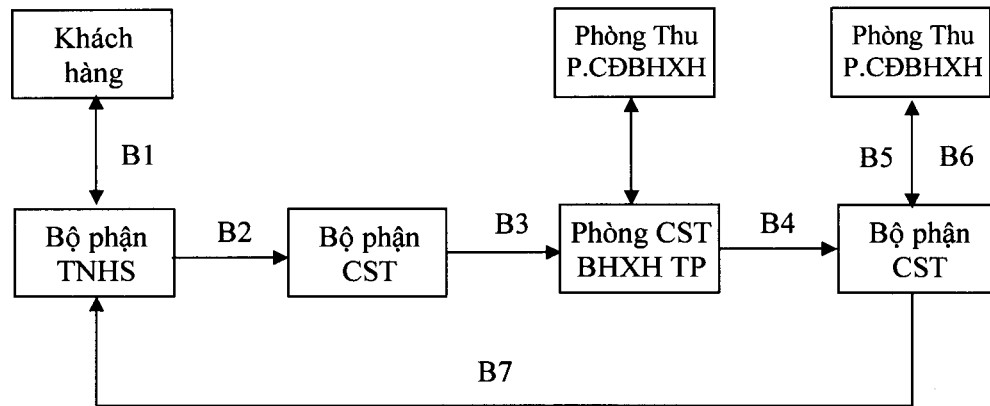 Khách
hàng
Phòng Thu
P.CĐBHXH
Phòng Thu
P.CĐBHXH
B1
B5
B6
Bộ phận
TNHS
B2
Bộ phận
CST
B3
Phòng CST
BHXH TP
B4
Bộ phận
CST
B7